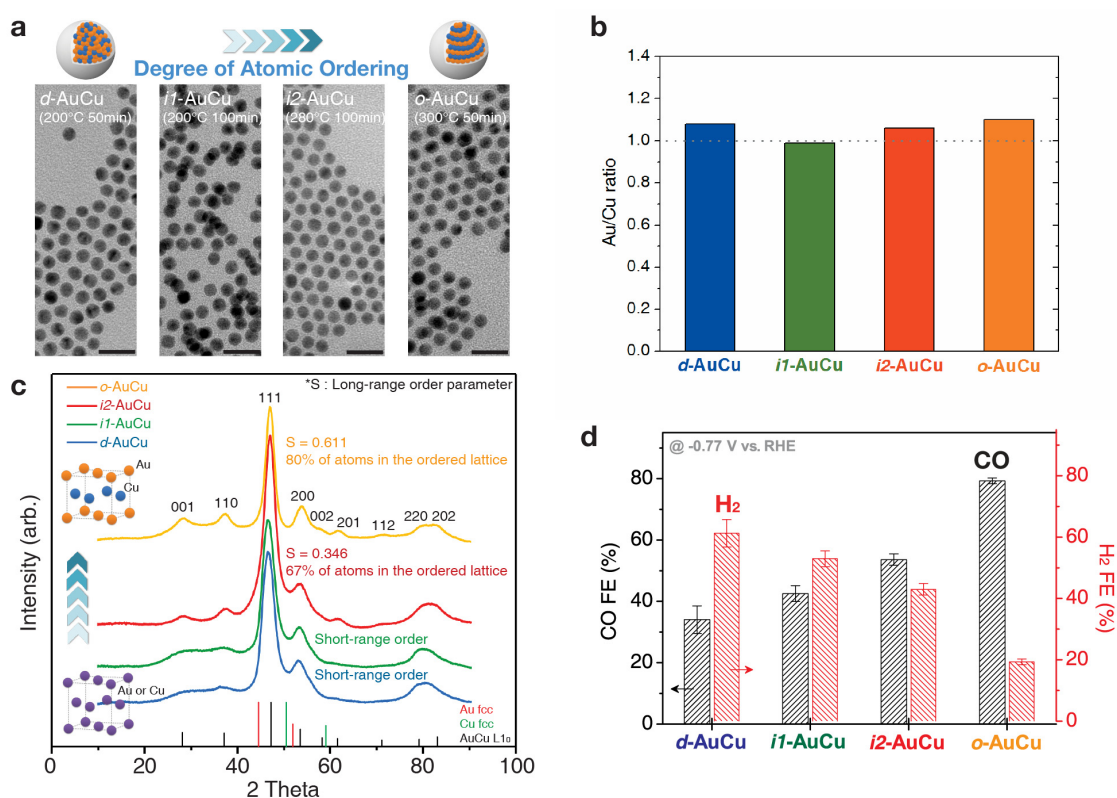 a
Degree of Atomic Ordering
d-AuCu
(200°C 50min)
i1-AuCu
(200°C 100min)
i2-AuCu
(280°C 100min)
o-AuCu
(300°C 50min)
b
Au/Cu ratio
1.4
1.2
1.0
0.8
0.6
0.4
0.2
0.0
d-AuCu
i1-AuCu
i2-AuCu
o-AuCu
c
o-AuCu
i2-AuCu
i1-AuCu
d-AuCu
*S : Long-range order parameter
Au
Cu
Au or Cu
Intensity (arb.)
111
S = 0.611
80% of atoms in the ordered lattice
001
110
200
002
201
112
220
202
S = 0.346
67% of atoms in the ordered lattice
Short-range order
Short-range order
Au fcc
Cu fcc
AuCu L1₀
0
20
40
60
80
100
2 Theta
d
@ -0.77 V vs. RHE
CO
H₂
CO FE (%)
80
60
40
20
0
H₂ FE (%)
80
60
40
20
0
d-AuCu
i1-AuCu
i2-AuCu
o-AuCu